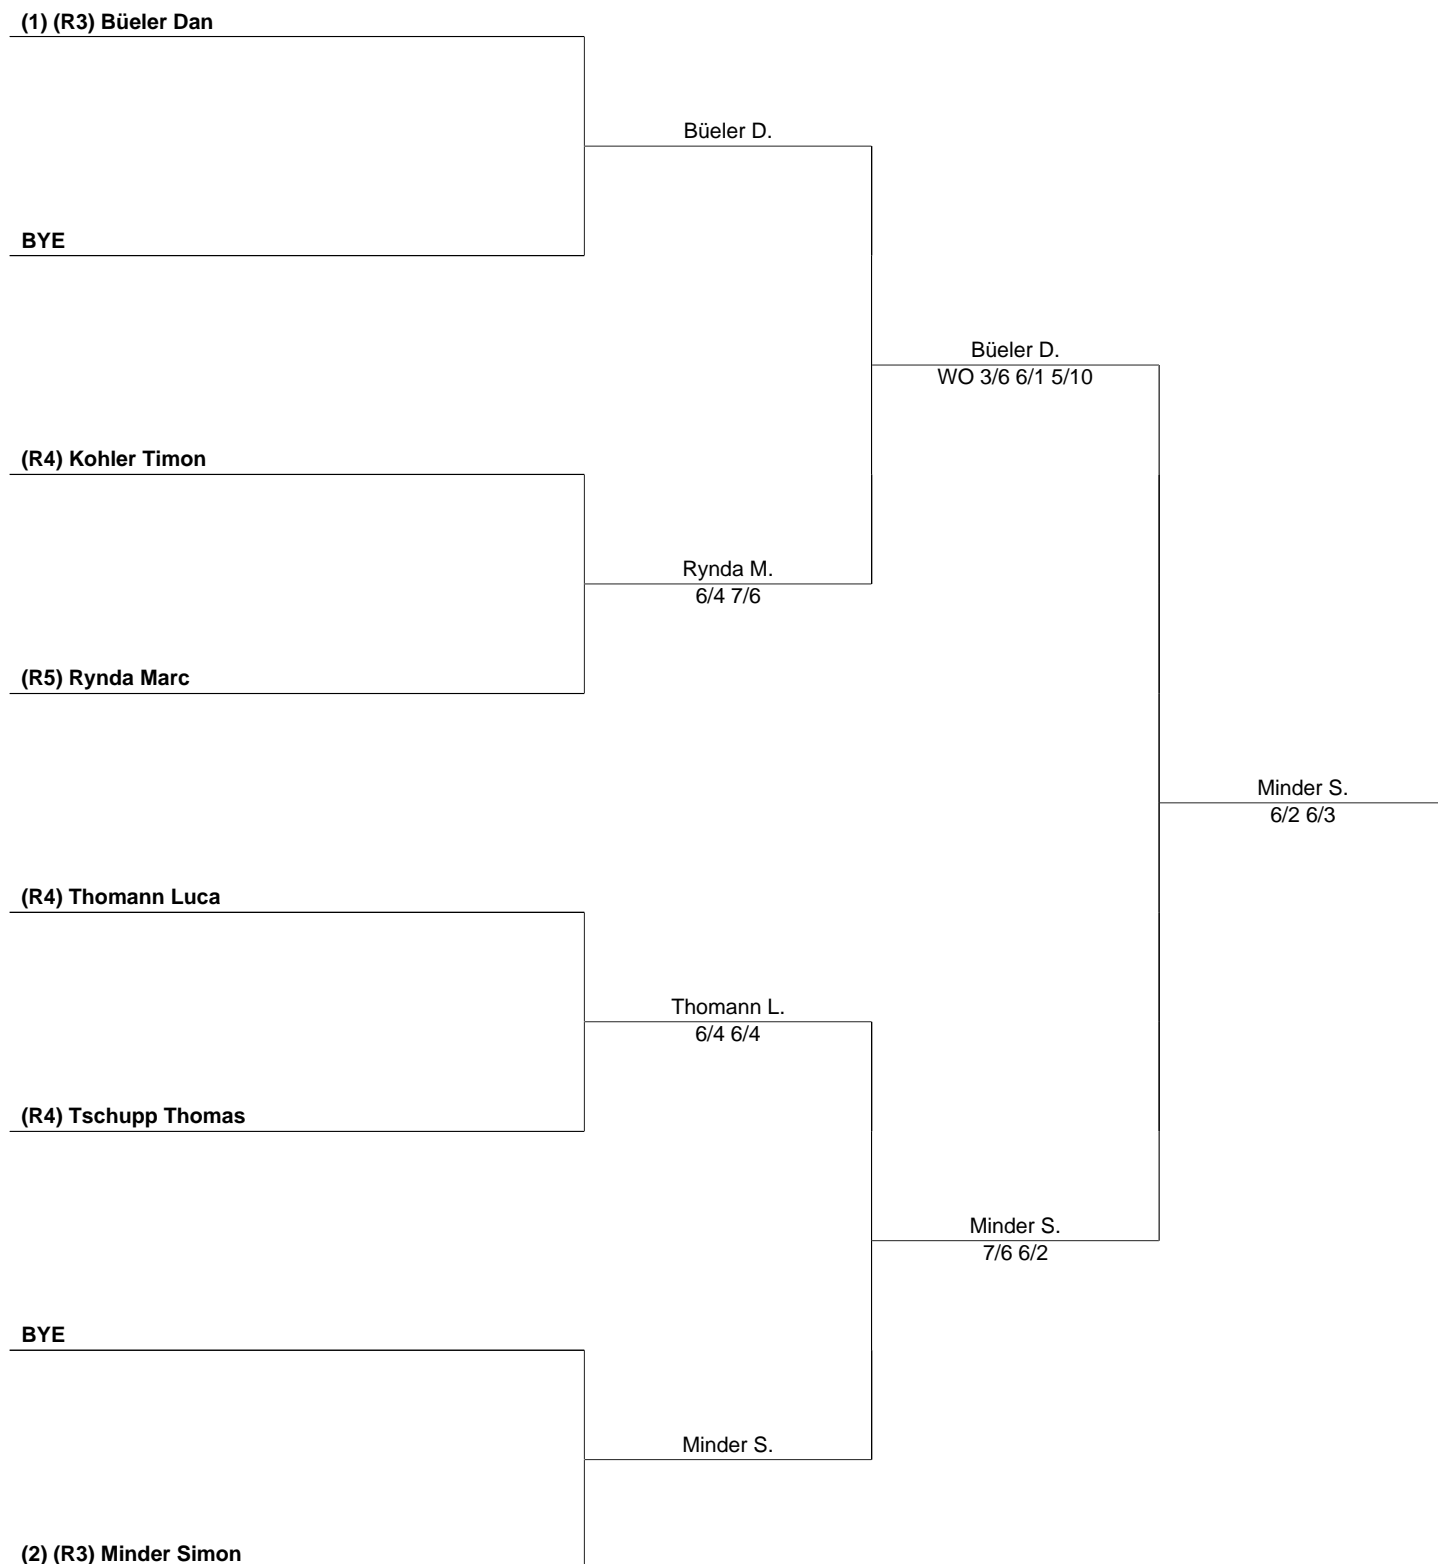 (1) (R3) Büeler Dan
Büeler D.
BYE
Büeler D.
WO 3/6 6/1 5/10
(R4) Kohler Timon
Rynda M.
6/4 7/6
(R5) Rynda Marc
Minder S.
6/2 6/3
(R4) Thomann Luca
Thomann L.
6/4 6/4
(R4) Tschupp Thomas
Minder S.
7/6 6/2
BYE
Minder S.
(2) (R3) Minder Simon